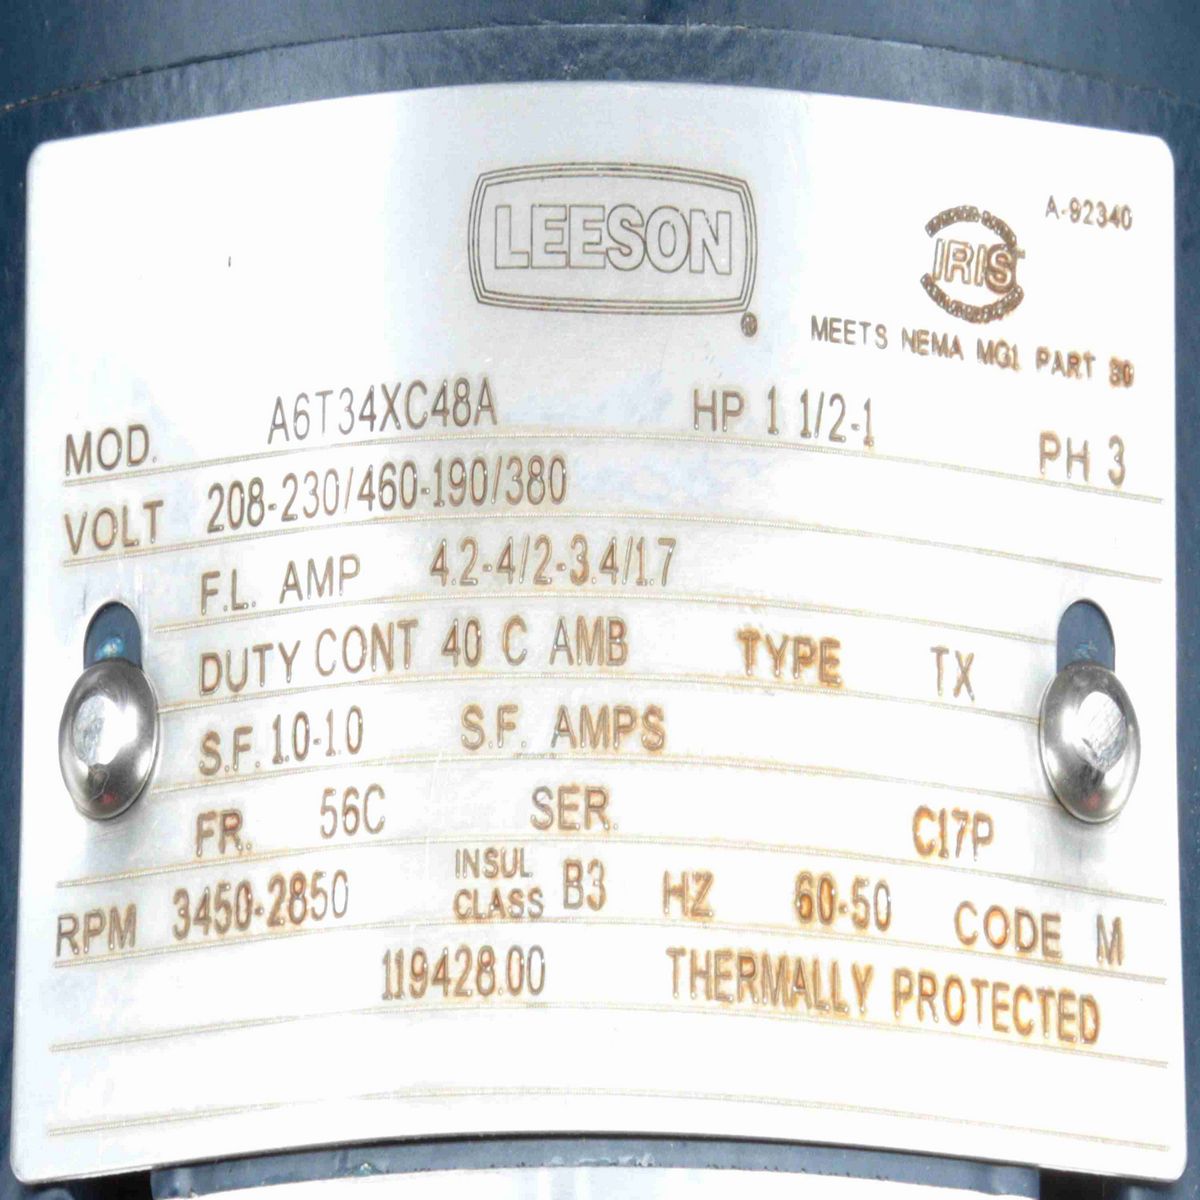 LEESON ®
A-92340
IRIS
MEETS NEMA MG1 PART 30
MOD. A6T34XC48A HP 1 1/2-1 PH 3
VOLT 208-230/460-190/380
F.L. AMP 4.2-4/2-3.4/1.7
DUTY CONT 40 C AMB TYPE TX
S.F. 1.0-1.0 S.F. AMPS
FR. 56C SER. C17P
RPM 3450-2850 INSUL CLASS B3 HZ 60-50 CODE M
119428.00 THERMALLY PROTECTED